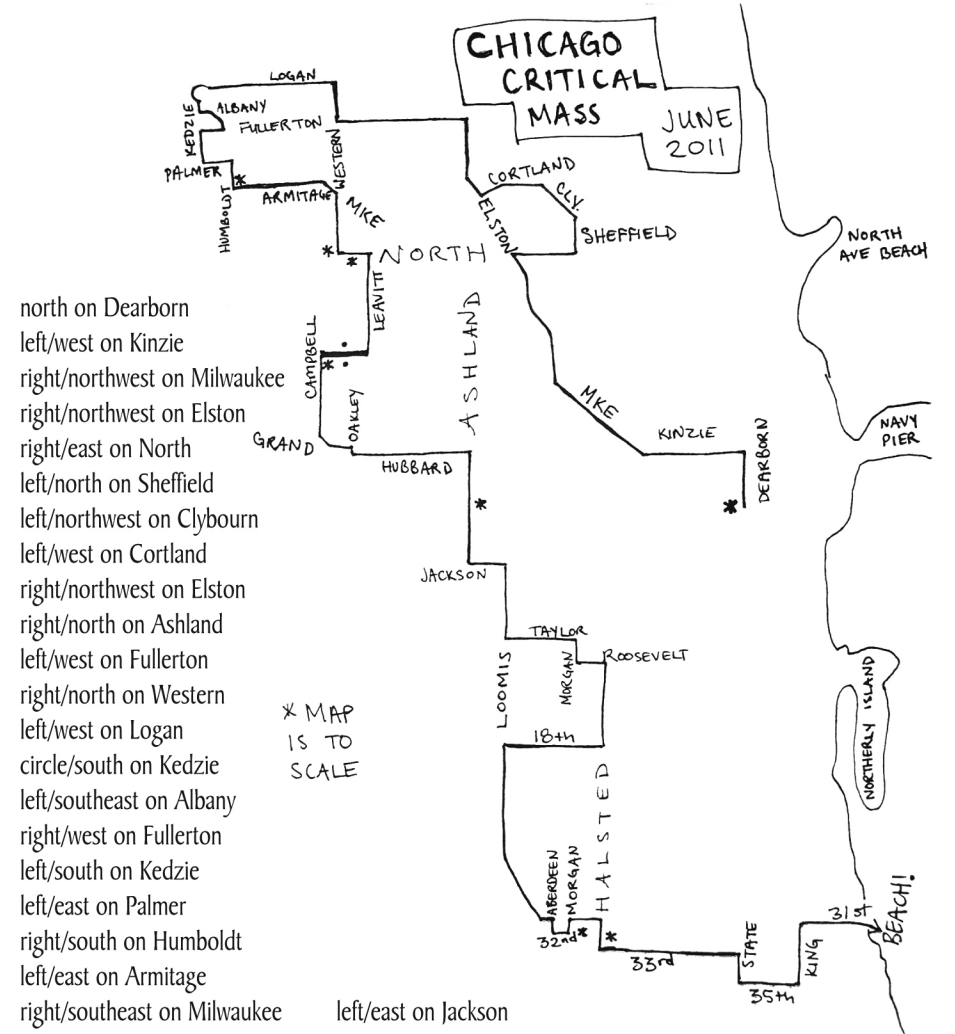 CHICAGO
CRITICAL
MASS
JUNE
2011
LOGAN
KEDZIE
ALBANY
FULLERTON
WESTERN
PALMER
HUMBOLDT
*
ARMITAGE
MKE
CORTLAND
CLY.
ELSTON
SHEFFIELD
NORTH
AVE BEACH
*
*
NORTH
LEAVITT
ASHLAND
CAMPBELL
*
OAKLEY
GRAND
HUBBARD
MKE
KINZIE
DEARBORN
NAVY
PIER
*
*
JACKSON
TAYLOR
LOOMIS
MORGAN
ROOSEVELT
18th
NORTHERLY ISLAND
HALSTED
* MAP
IS TO
SCALE
ABERDEEN
MORGAN
32nd*
*
33rd
STATE
35th
KING
31st
BEACH!
north on Dearborn
left/west on Kinzie
right/northwest on Milwaukee
right/northwest on Elston
right/east on North
left/north on Sheffield
left/northwest on Clybourn
left/west on Cortland
right/northwest on Elston
right/north on Ashland
left/west on Fullerton
right/north on Western
left/west on Logan
circle/south on Kedzie
left/southeast on Albany
right/west on Fullerton
left/south on Kedzie
left/east on Palmer
right/south on Humboldt
left/east on Armitage
right/southeast on Milwaukee
left/east on Jackson